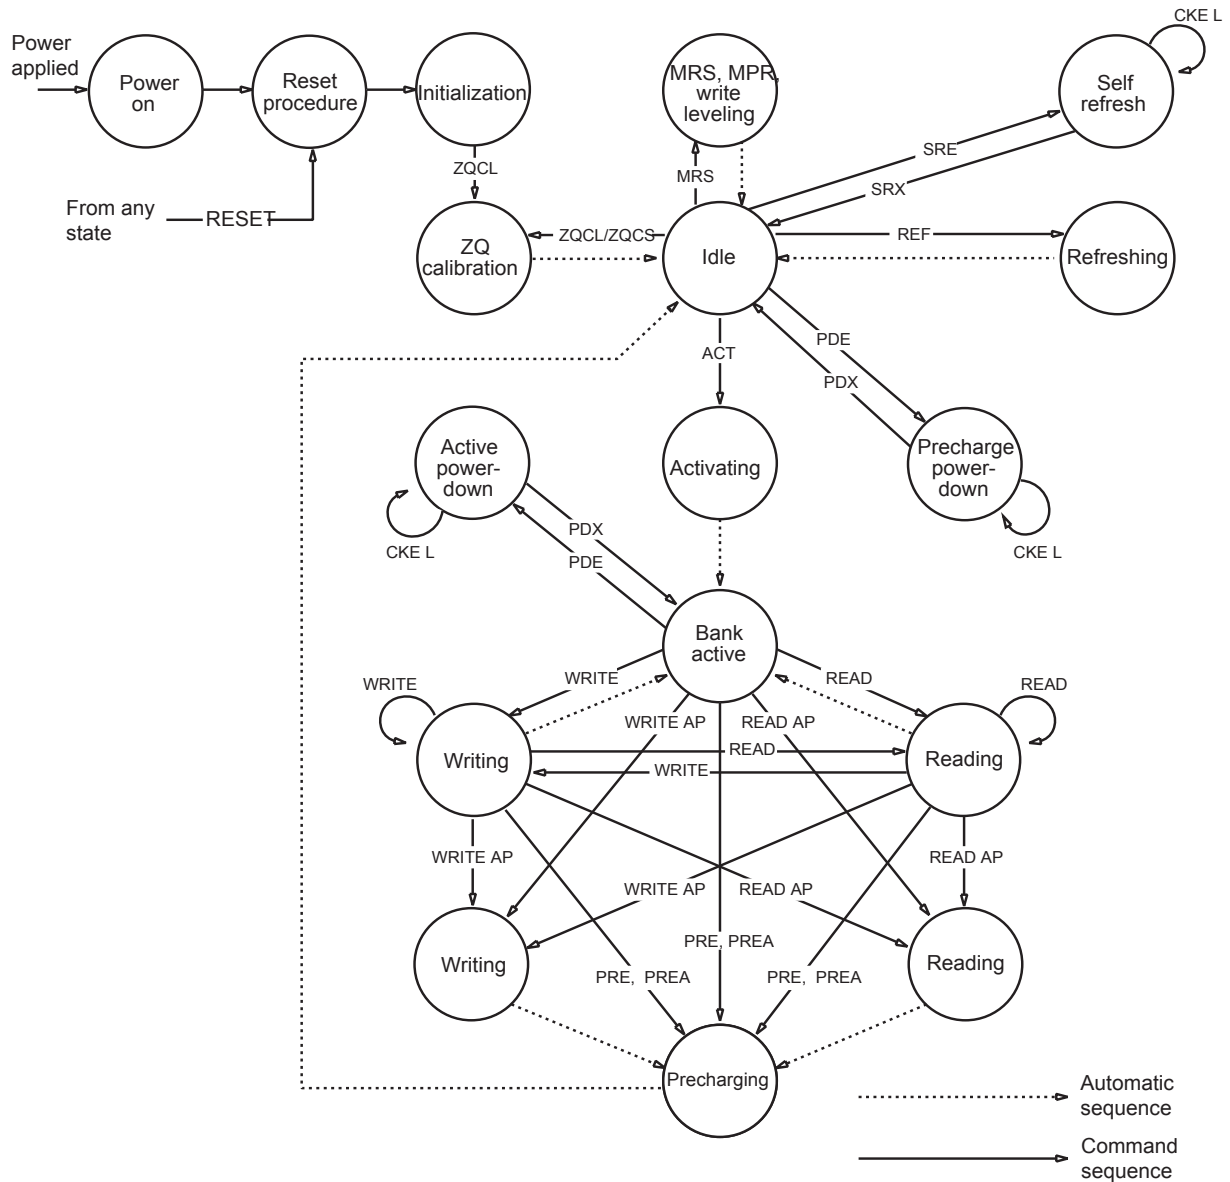 Power
applied
Power
on
Reset
procedure
Initialization
MRS, MPR,
write
leveling
CKE L
Self
refresh
ZQCL
MRS
SRE
SRX
From any
state
RESET
ZQ
calibration
ZQCL/ZQCS
Idle
REF
Refreshing
ACT
PDE
PDX
Active
power-
down
Activating
Precharge
power-
down
CKE L
PDX
PDE
CKE L
Bank
active
WRITE
WRITE
READ
READ
WRITE AP
READ AP
Writing
READ
WRITE
Reading
WRITE AP
READ AP
WRITE AP
READ AP
Writing
PRE, PREA
Reading
PRE, PREA
PRE, PREA
Precharging
Automatic
sequence
Command
sequence